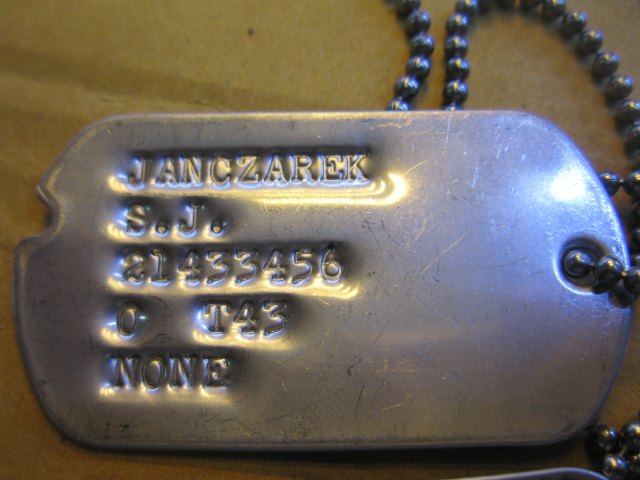 JANCZAREK
S.J.
21433456
O T43
NONE